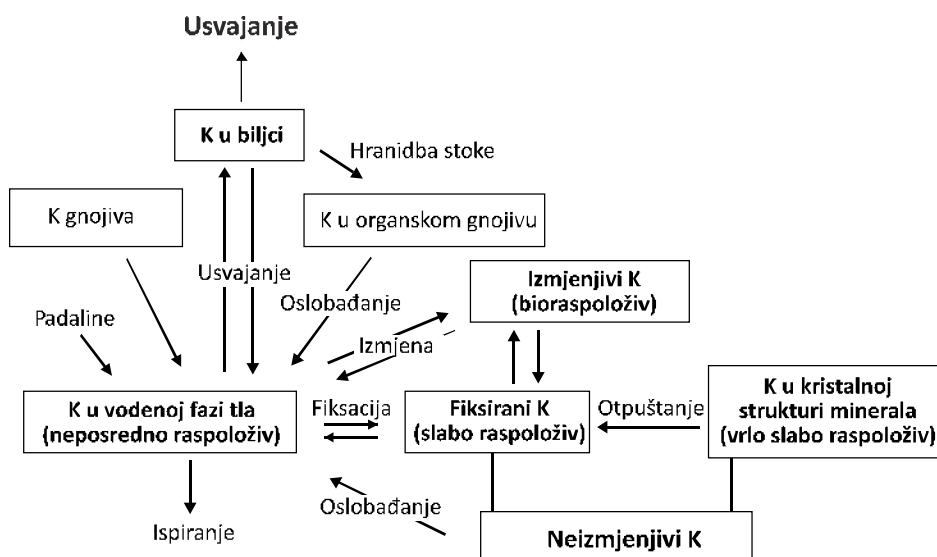 Usvajanje
K u biljci
Hranidba stoke
K gnojiva
K u organskom gnojivu
Usvajanje
Oslobađanje
Izmjenjivi K
(bioraspoloživ)
Padaline
Izmjena
K u vodenoj fazi tla
(neposredno raspoloživ)
Fiksacija
Fiksirani K
(slabo raspoloživ)
Otpuštanje
K u kristalnoj
strukturi minerala
(vrlo slabo raspoloživ)
Ispiranje
Oslobađanje
Neizmjenjivi K